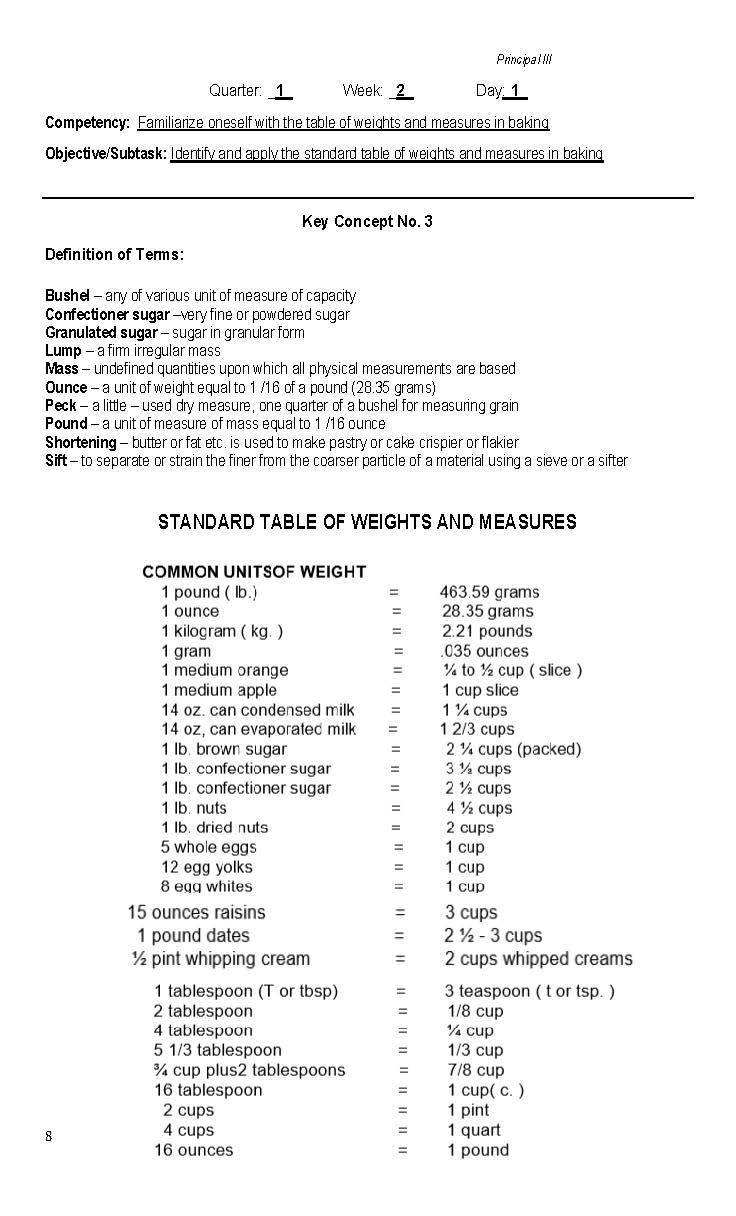 Principal III
Quarter: _1_ Week: _2_ Day: 1_
Competency: Familiarize oneself with the table of weights and measures in baking
Objective/Subtask: Identify and apply the standard table of weights and measures in baking
Key Concept No. 3
Definition of Terms:
Bushel – any of various unit of measure of capacity
Confectioner sugar –very fine or powdered sugar
Granulated sugar – sugar in granular form
Lump – a firm irregular mass
Mass – undefined quantities upon which all physical measurements are based
Ounce – a unit of weight equal to 1 /16 of a pound (28.35 grams)
Peck – a little – used dry measure, one quarter of a bushel for measuring grain
Pound – a unit of measure of mass equal to 1 /16 ounce
Shortening – butter or fat etc. is used to make pastry or cake crispier or flakier
Sift – to separate or strain the finer from the coarser particle of a material using a sieve or a sifter
STANDARD TABLE OF WEIGHTS AND MEASURES
COMMON UNITSOF WEIGHT
1 pound ( lb.) = 463.59 grams
1 ounce = 28.35 grams
1 kilogram ( kg. ) = 2.21 pounds
1 gram = .035 ounces
1 medium orange = ¼ to ½ cup ( slice )
1 medium apple = 1 cup slice
14 oz. can condensed milk = 1 ¼ cups
14 oz, can evaporated milk = 1 2/3 cups
1 lb. brown sugar = 2 ¼ cups (packed)
1 lb. confectioner sugar = 3 ½ cups
1 lb. confectioner sugar = 2 ½ cups
1 lb. nuts = 4 ½ cups
1 lb. dried nuts = 2 cups
5 whole eggs = 1 cup
12 egg yolks = 1 cup
8 egg whites = 1 cup
15 ounces raisins = 3 cups
1 pound dates = 2 ½ - 3 cups
½ pint whipping cream = 2 cups whipped creams
1 tablespoon (T or tbsp) = 3 teaspoon ( t or tsp. )
2 tablespoon = 1/8 cup
4 tablespoon = ¼ cup
5 1/3 tablespoon = 1/3 cup
¾ cup plus2 tablespoons = 7/8 cup
16 tablespoon = 1 cup( c. )
2 cups = 1 pint
4 cups = 1 quart
16 ounces = 1 pound
8